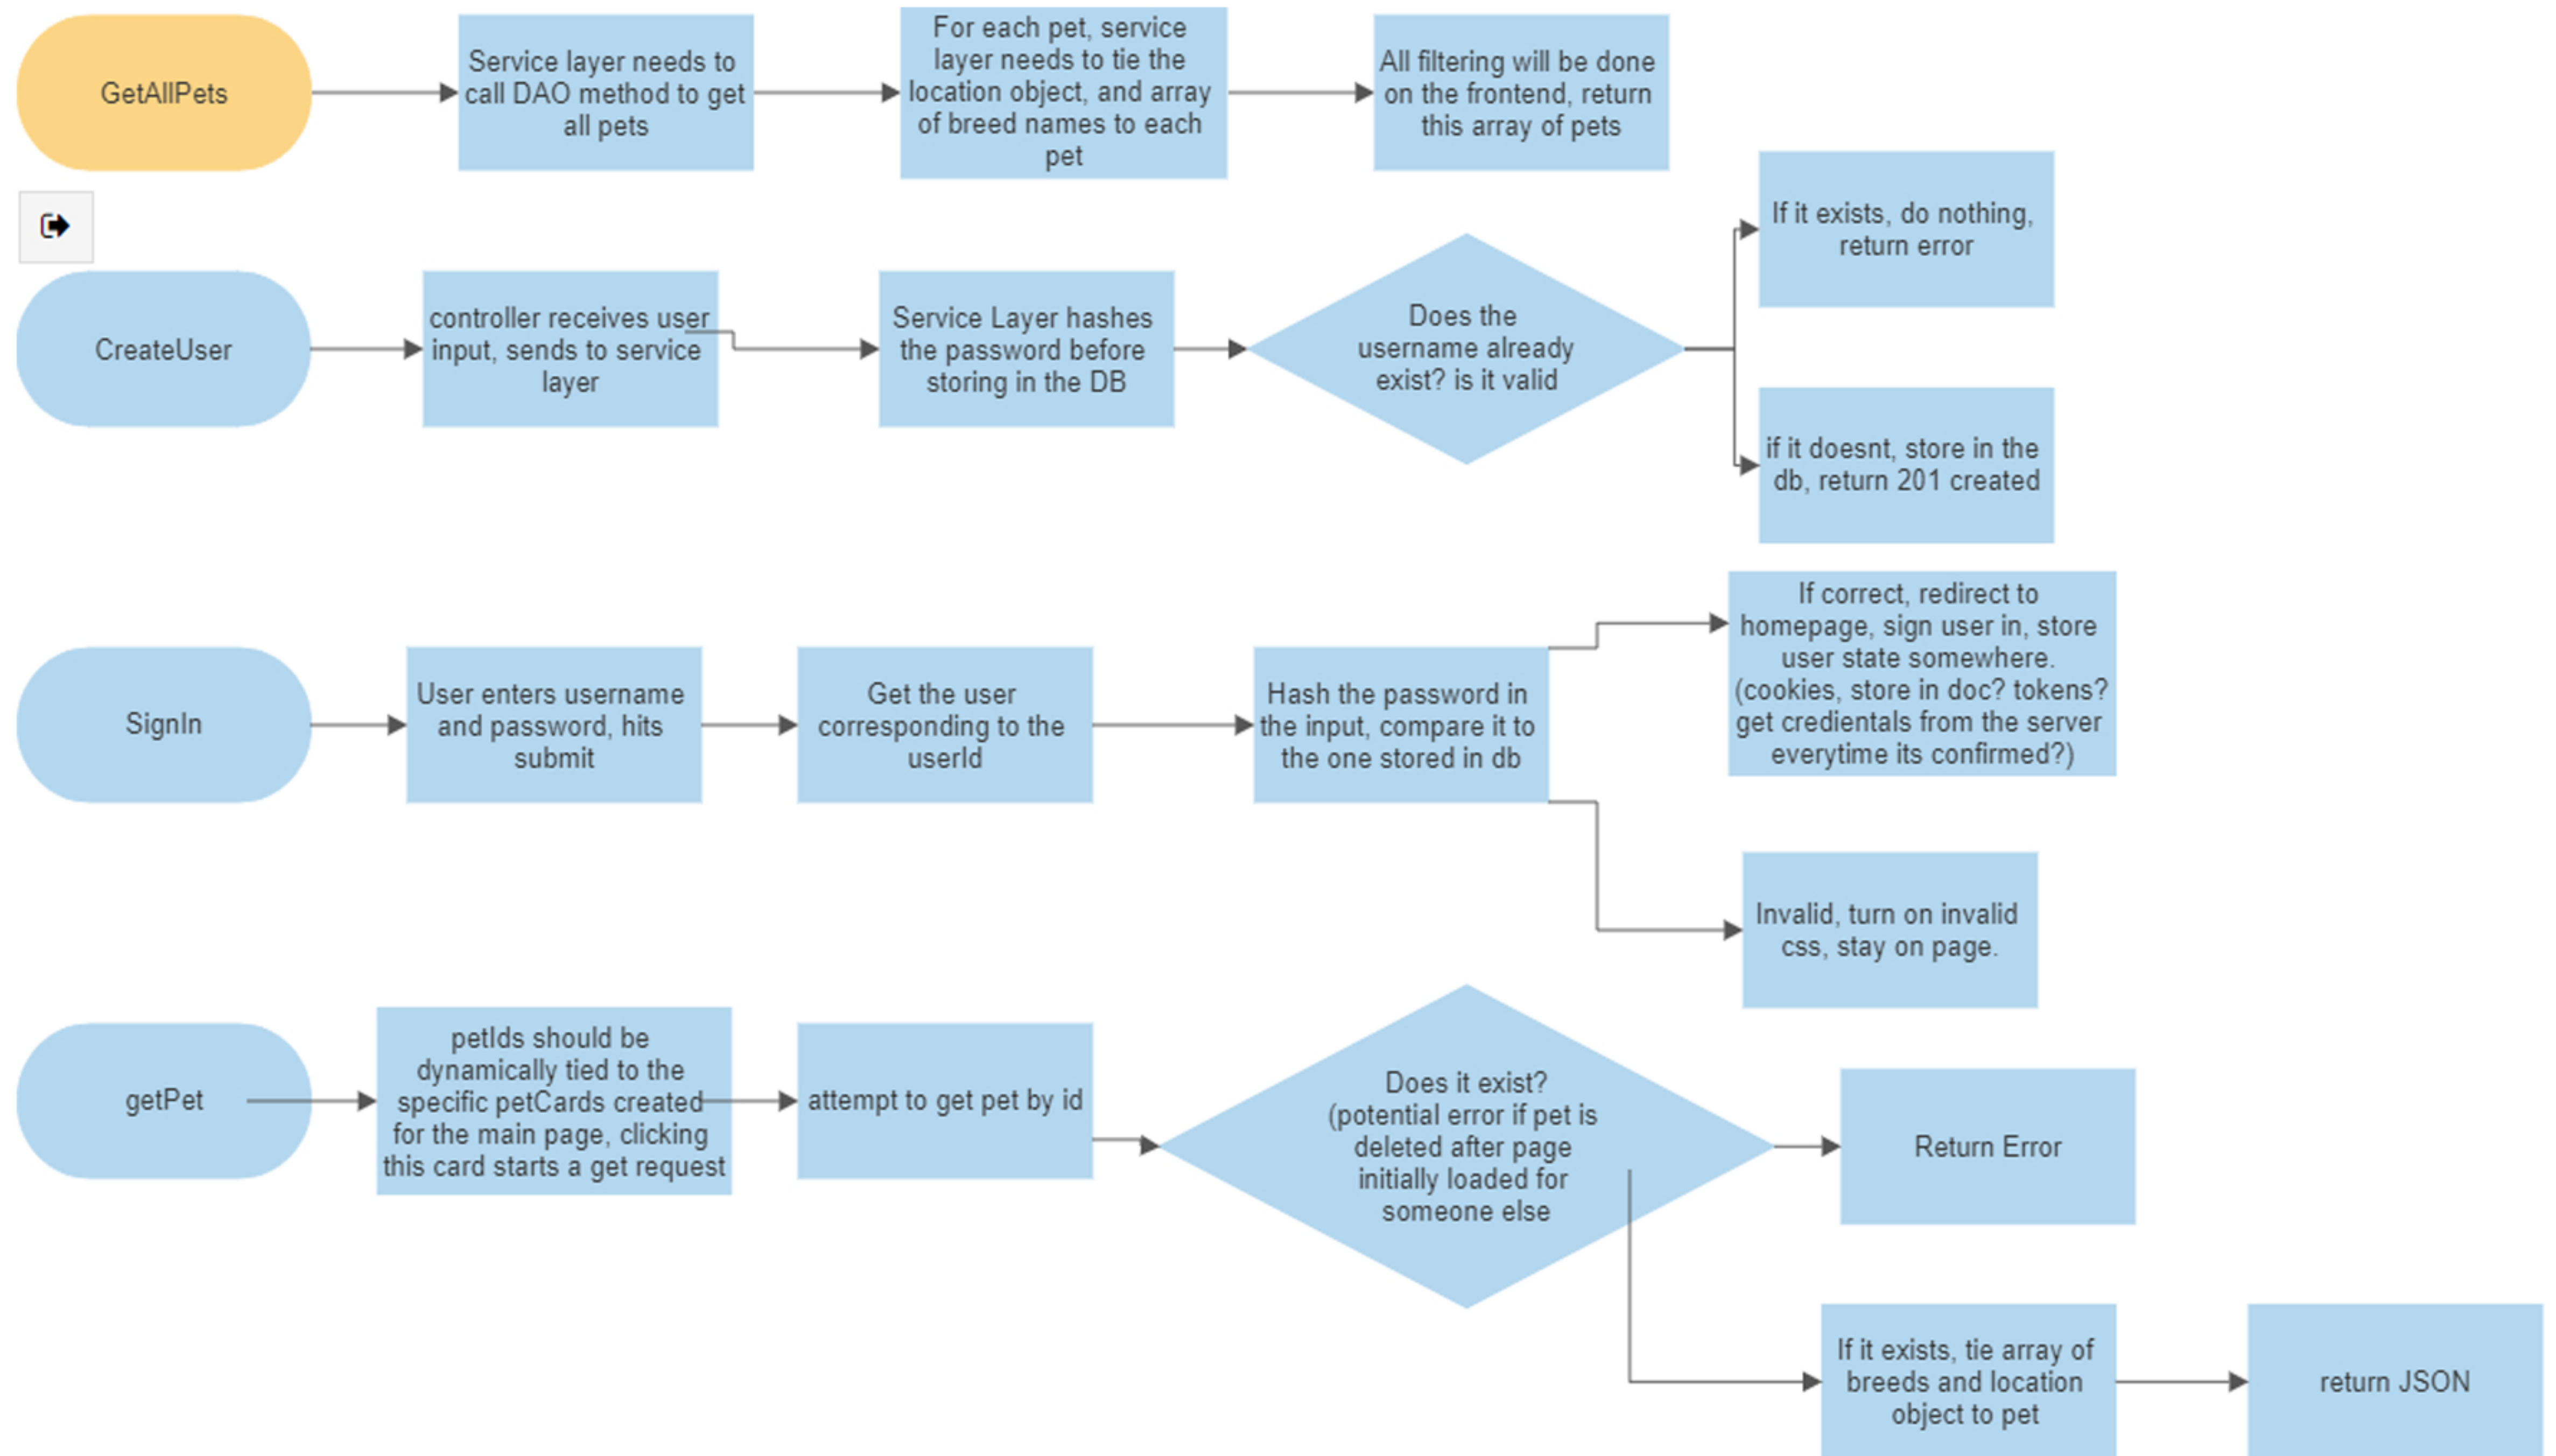 GetAllPets
Service layer needs to
call DAO method to get
all pets
For each pet, service
layer needs to tie the
location object, and array
of breed names to each
pet
All filtering will be done
on the frontend, return
this array of pets
CreateUser
controller receives user
input, sends to service
layer
Service Layer hashes
the password before
storing in the DB
Does the
username already
exist? is it valid
If it exists, do nothing,
return error
if it doesnt, store in the
db, return 201 created
SignIn
User enters username
and password, hits
submit
Get the user
corresponding to the
userId
Hash the password in
the input, compare it to
the one stored in db
If correct, redirect to
homepage, sign user in, store
user state somewhere.
(cookies, store in doc? tokens?
get credientals from the server
everytime its confirmed?)
Invalid, turn on invalid
css, stay on page.
getPet
petIds should be
dynamically tied to the
specific petCards created
for the main page, clicking
this card starts a get request
attempt to get pet by id
Does it exist?
(potential error if pet is
deleted after page
initially loaded for
someone else
Return Error
If it exists, tie array of
breeds and location
object to pet
return JSON